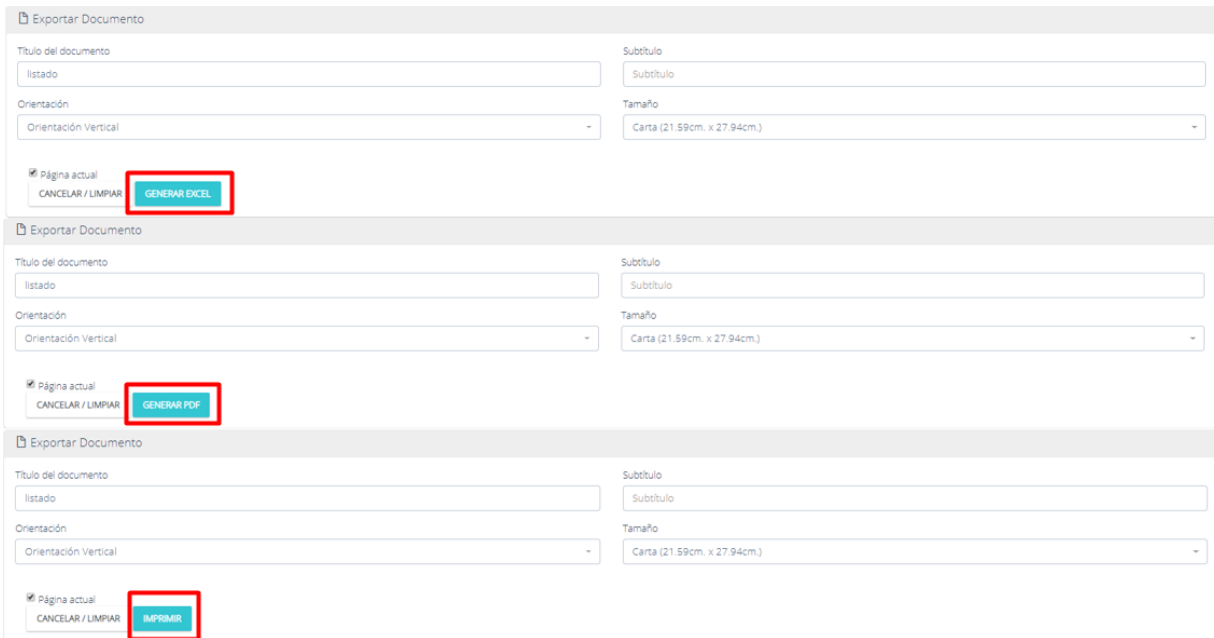 Exportar Documento
Título del documento Subtítulo
listado Subtítulo
Orientación Tamaño
Orientación Vertical Carta (21.59cm. x 27.94cm.)
Página actual
CANCELAR / LIMPIAR GENERAR EXCEL
Exportar Documento
Título del documento Subtítulo
listado Subtítulo
Orientación Tamaño
Orientación Vertical Carta (21.59cm. x 27.94cm.)
Página actual
CANCELAR / LIMPIAR GENERAR PDF
Exportar Documento
Título del documento Subtítulo
listado Subtítulo
Orientación Tamaño
Orientación Vertical Carta (21.59cm. x 27.94cm.)
Página actual
CANCELAR / LIMPIAR IMPRIMIR